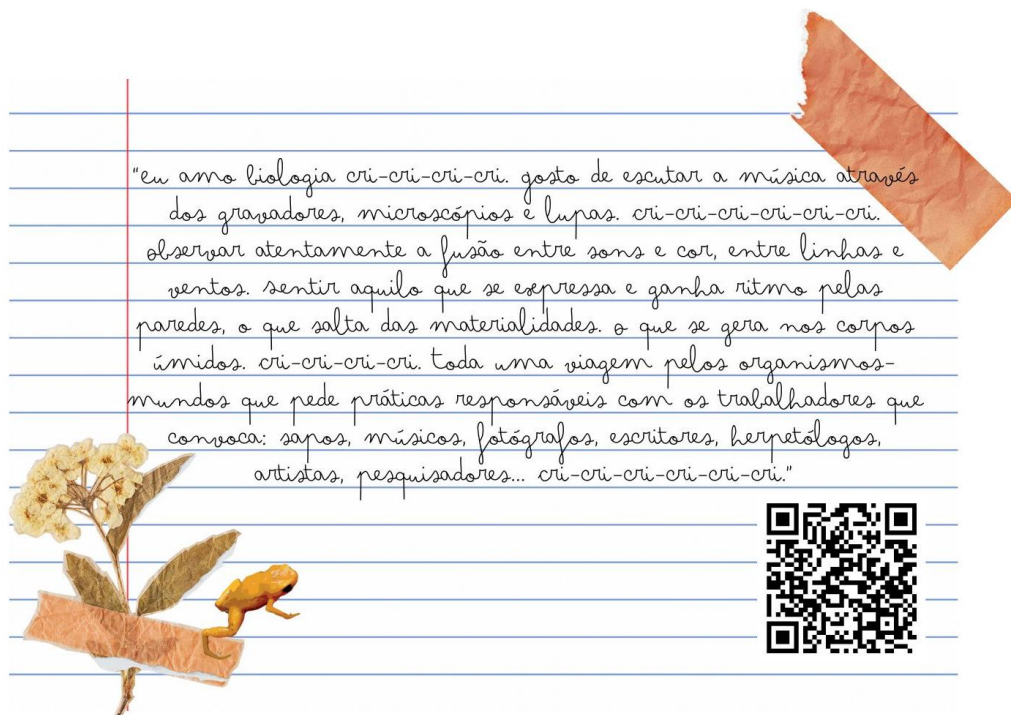 "eu amo biologia cri-cri-cri-cri. gosto de escutar a música através
dos gravadores, microscópios e lupas. cri-cri-cri-cri-cri-cri.
observar atentamente a fusão entre sons e cor, entre linhas e
ventos. sentir aquilo que se expressa e ganha ritmo pelas
paredes, o que salta das materialidades. o que se gera nos corpos
úmidos. cri-cri-cri-cri. toda uma viagem pelos organismos-
mundos que pede práticas responsáveis com os trabalhadores que
convoca: sapos, músicos, fotógrafos, escritores, herpetólogos,
artistas, pesquisadores... cri-cri-cri-cri-cri-cri."